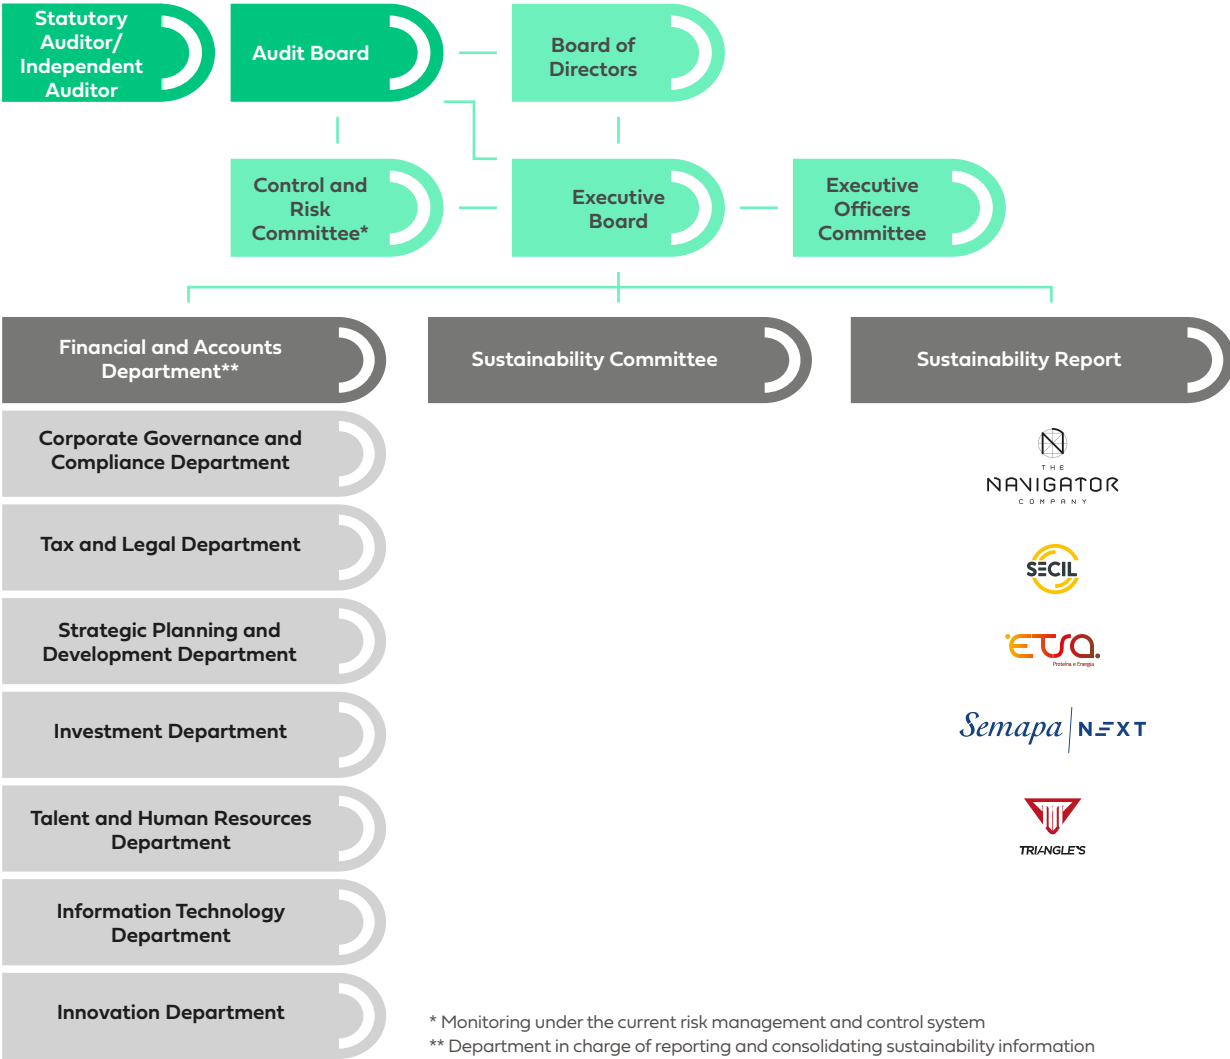 Statutory
Auditor/
Independent
Auditor
Audit Board
Board of
Directors
Control and
Risk
Committee*
Executive
Board
Executive
Officers
Committee
Financial and Accounts
Department**
Sustainability Committee
Sustainability Report
Corporate Governance and
Compliance Department
Tax and Legal Department
Strategic Planning and
Development Department
Investment Department
Talent and Human Resources
Department
Information Technology
Department
Innovation Department
N
THE
NAVIGATOR
COMPANY
SECIL
ETSA
Proteína e Energia
Semapa | NEXT
TRIANGLE'S
* Monitoring under the current risk management and control system
** Department in charge of reporting and consolidating sustainability information